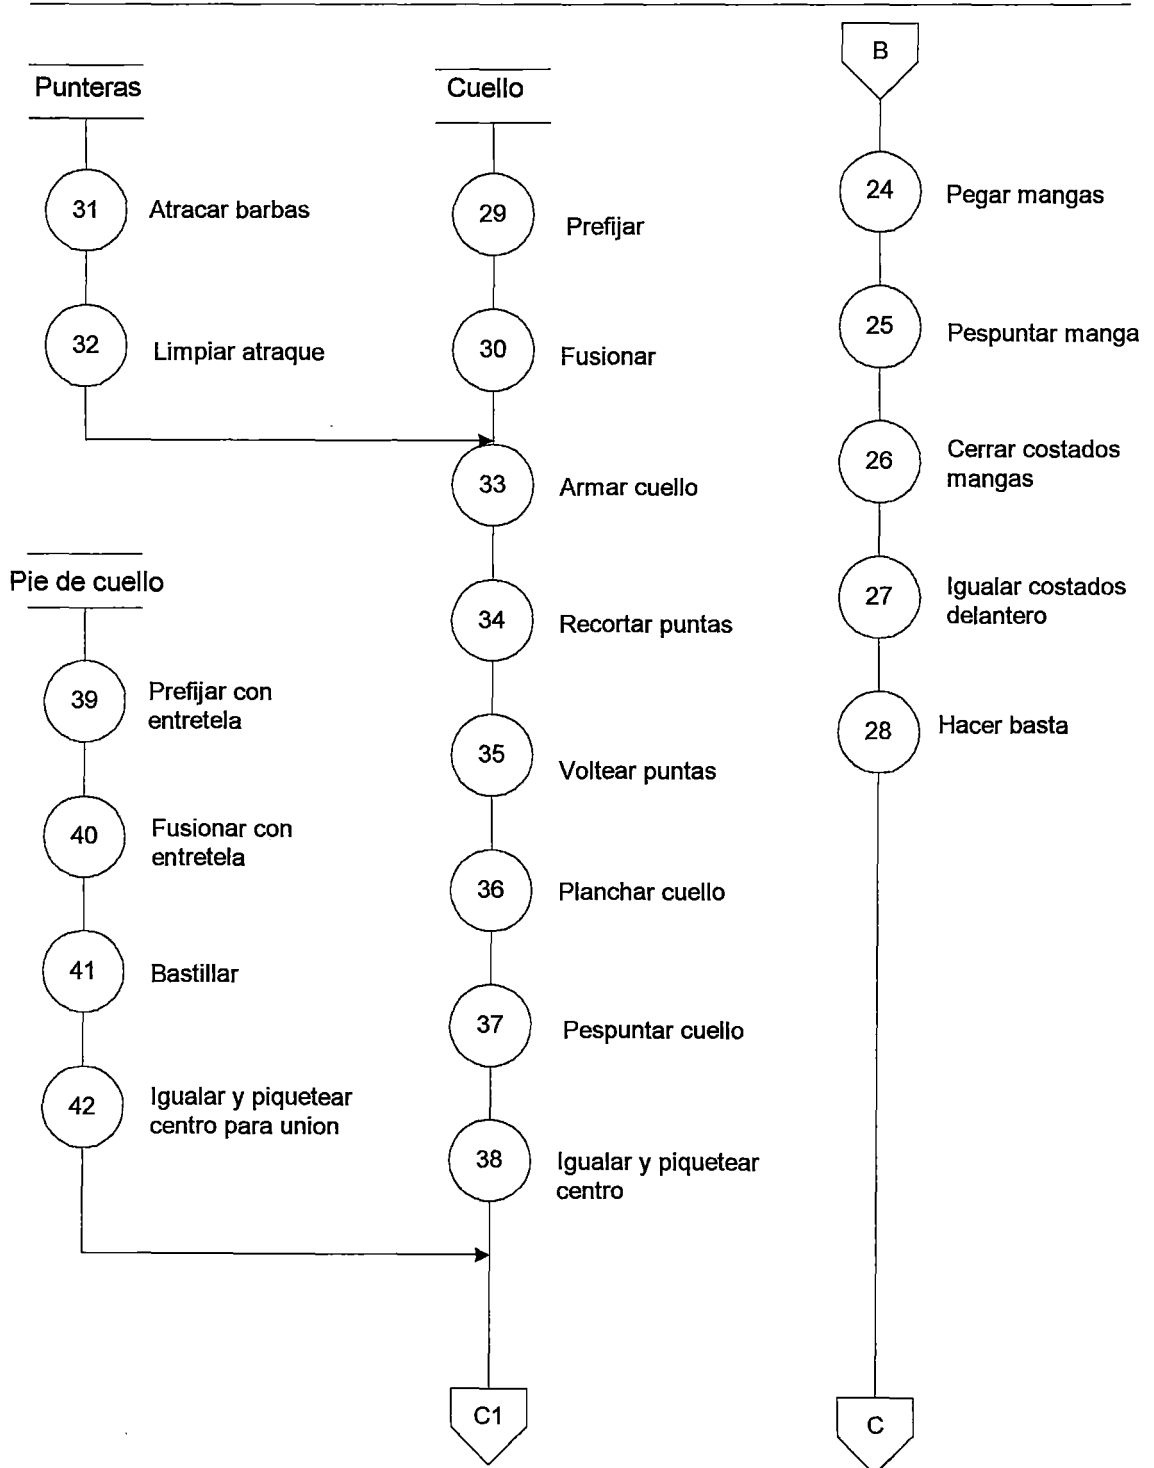 Punteras
31
Atracar barbas
32
Limpiar atraque
Pie de cuello
39
Prefijar con
entretela
40
Fusionar con
entretela
41
Bastillar
42
Igualar y piquetear
centro para union
Cuello
29
Prefijar
30
Fusionar
33
Armar cuello
34
Recortar puntas
35
Voltear puntas
36
Planchar cuello
37
Pespuntar cuello
38
Igualar y piquetear
centro
C1
B
24
Pegar mangas
25
Pespuntar manga
26
Cerrar costados
mangas
27
Igualar costados
delantero
28
Hacer basta
C